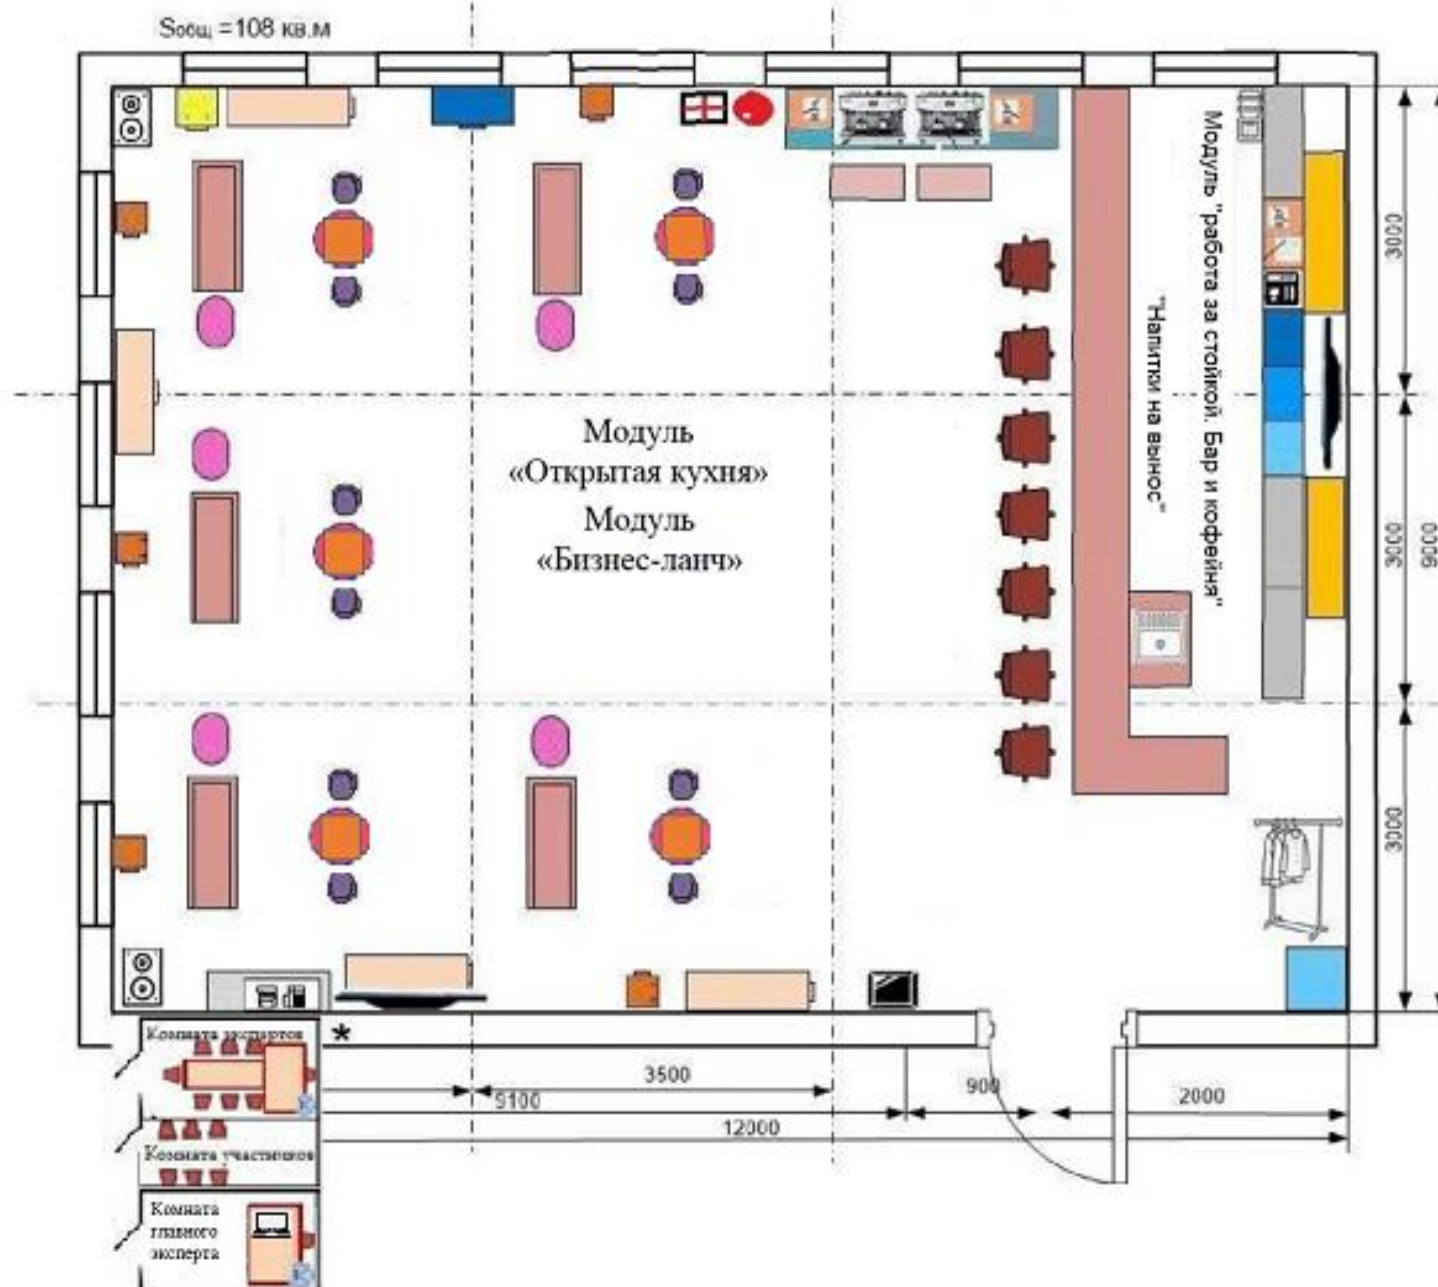 Sобщ =108 кв.м
Модуль "работа за стойкой. Бар и кофейня"
"Напитки на вынос"
3000
3000
9000
3000
Модуль
«Открытая кухня»
Модуль
«Бизнес-ланч»
Комната экспертов
*
3500
9100
900
2000
12000
Комната участников
Комната
главного
эксперта